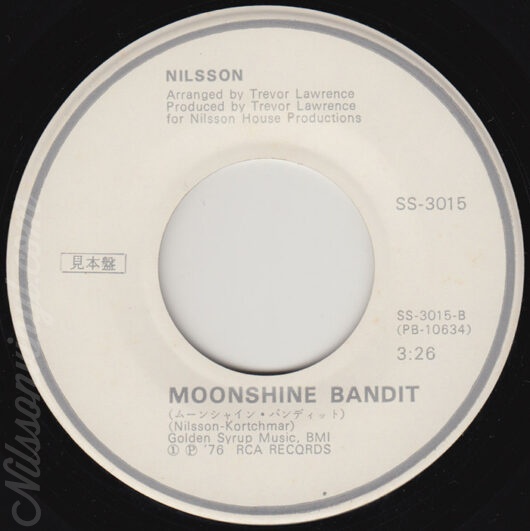 NILSSON
Arranged by Trevor Lawrence
Produced by Trevor Lawrence
for Nilsson House Productions
SS-3015
見本盤
SS-3015-B
(PB-10634)
3:26
MOONSHINE BANDIT
(ムーンシャイン・バンディット)
(Nilsson-Kortchmar)
Golden Syrup Music, BMI
Ⓛ Ⓟ '76 RCA RECORDS